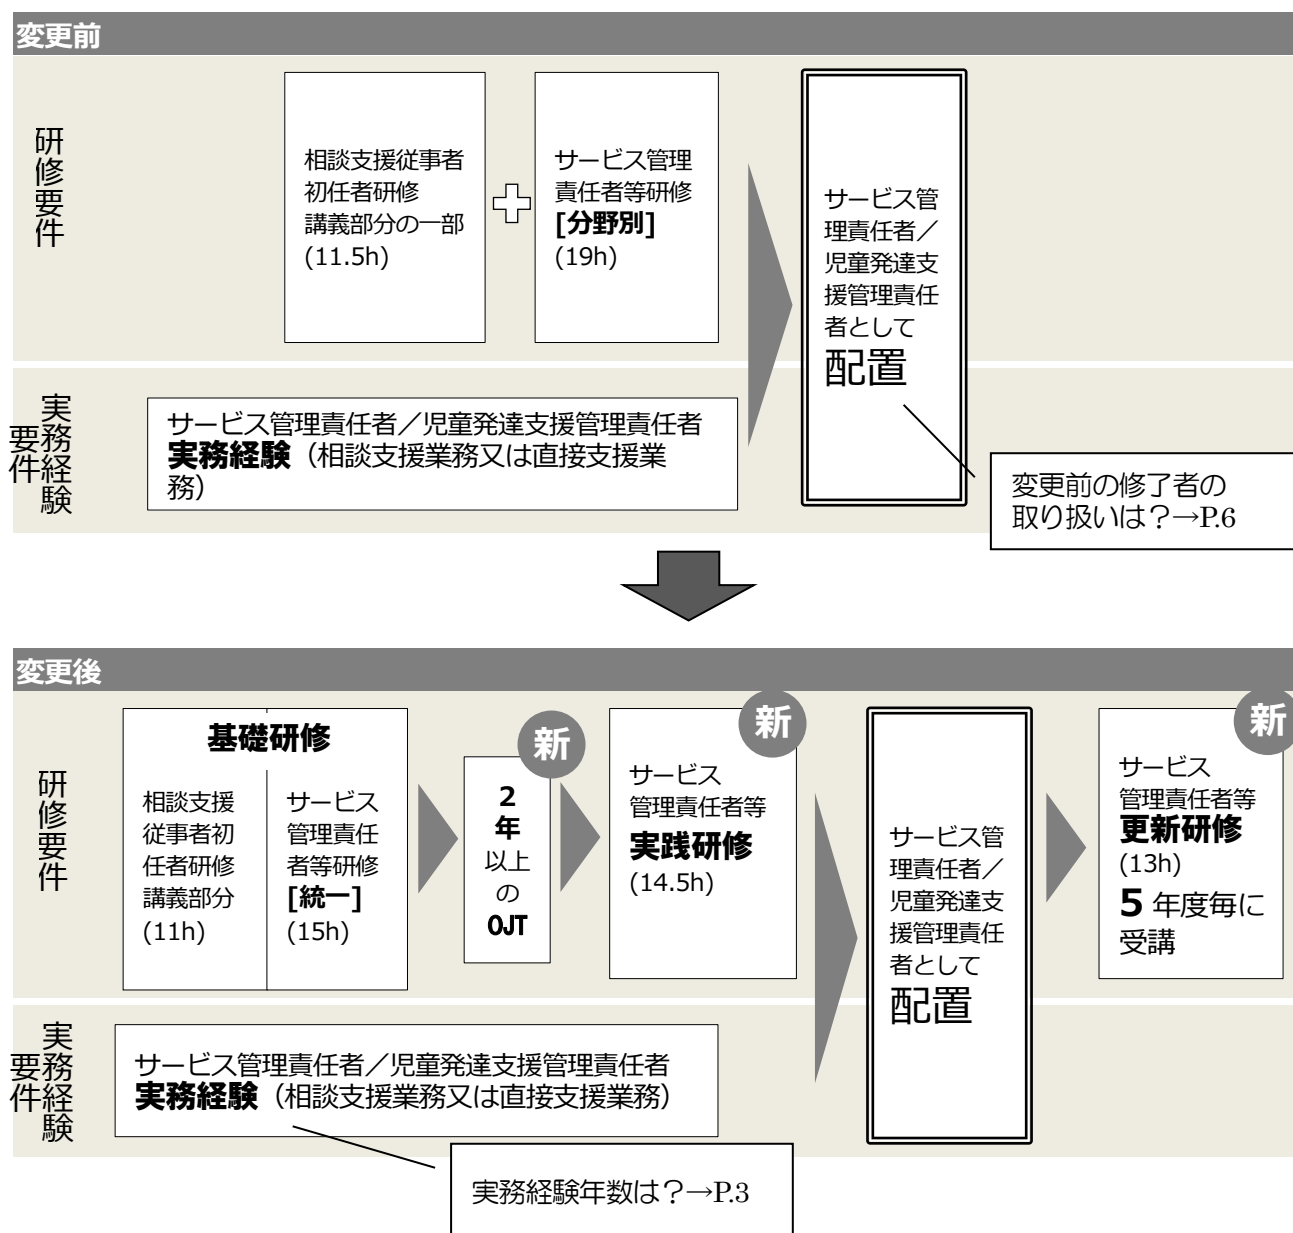 変更前
研修要件
相談支援従事者
初任者研修
講義部分の一部
(11.5h)
サービス管理
責任者等研修
[分野別]
(19h)
サービス管
理責任者／
児童発達支
援管理責任
者として
配置
実務経験
要件
サービス管理責任者／児童発達支援管理責任者
実務経験（相談支援業務又は直接支援業
務）
変更前の修了者の
取り扱いは？→P.6
変更後
研修要件
基礎研修
相談支援
従事者初
任者研修
講義部分
(11h)
サービス
管理責任
者等研修
[統一]
(15h)
新
2
年
以上
の
OJT
新
サービス
管理責任者等
実践研修
(14.5h)
サービス管
理責任者／
児童発達支
援管理責任
者として
配置
新
サービス
管理責任者等
更新研修
(13h)
5 年度毎に
受講
実務経験
要件
サービス管理責任者／児童発達支援管理責任者
実務経験（相談支援業務又は直接支援業務）
実務経験年数は？→P.3